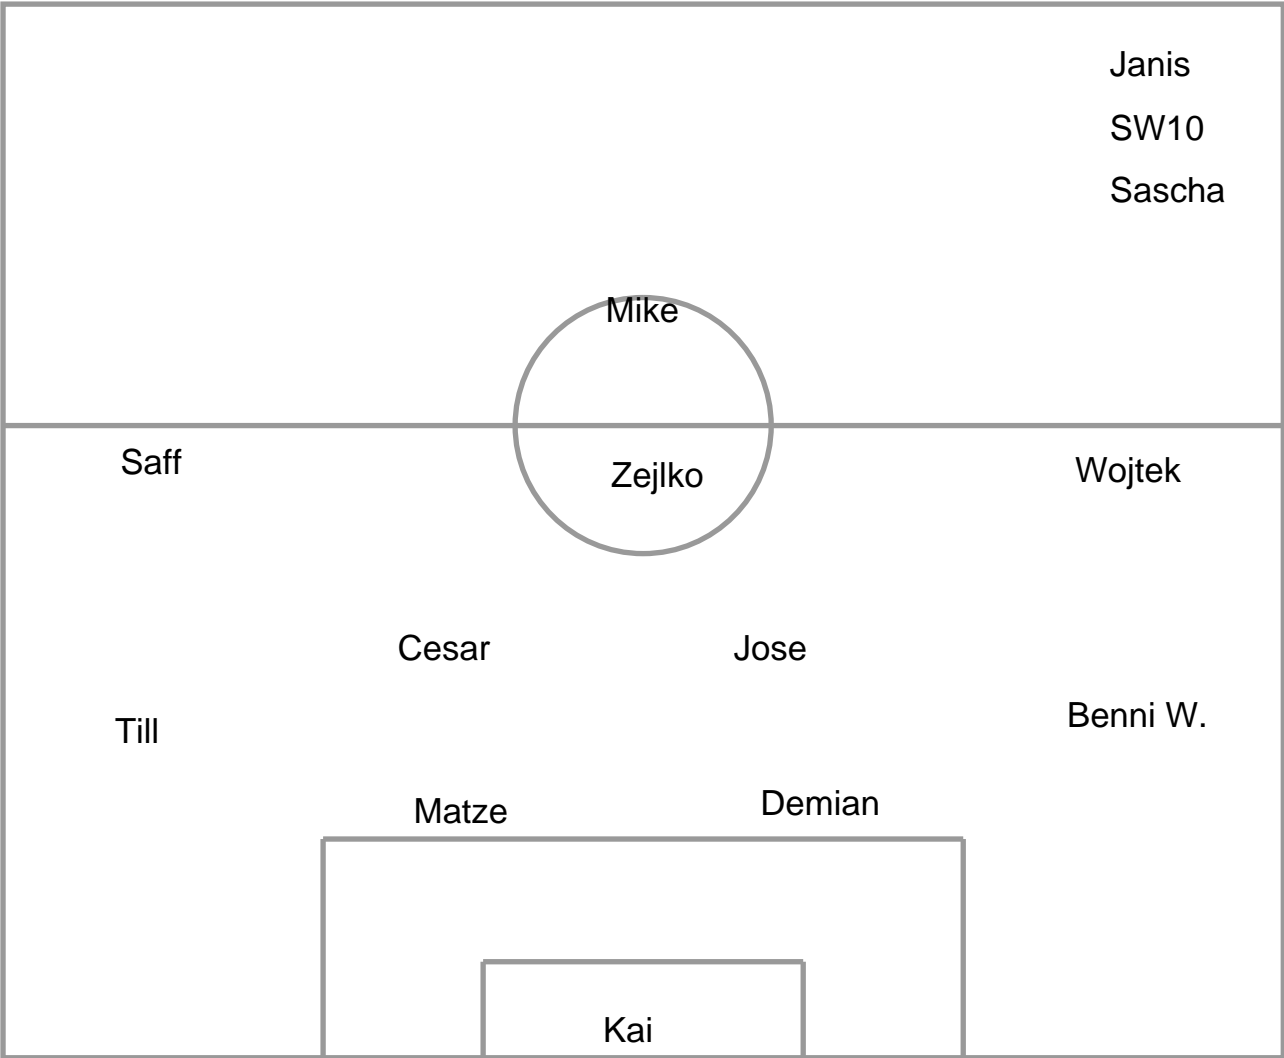 Janis
SW10
Sascha
Mike
Saff
Zejlko
Wojtek
Cesar
Jose
Till
Benni W.
Matze
Demian
Kai